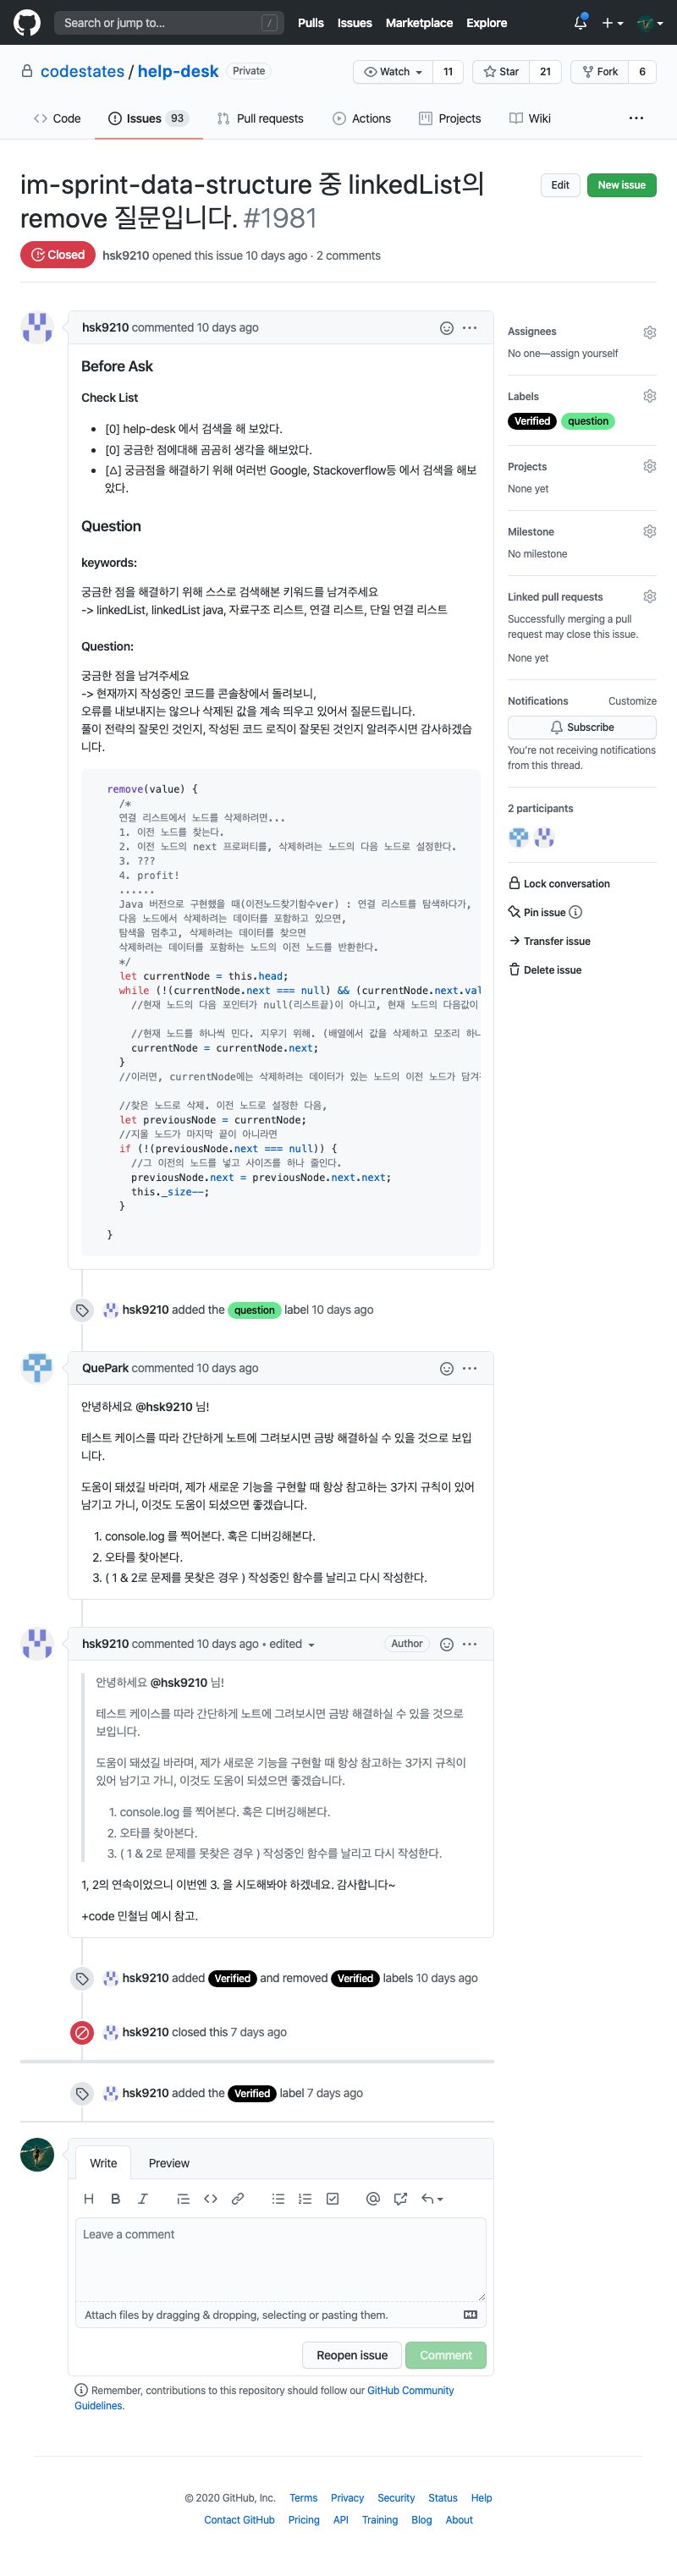 Search or jump to... /
Pulls Issues Marketplace Explore
codestates / help-desk Private
Watch 11 Star 21 Fork 6
Code Issues 93 Pull requests Actions Projects Wiki
im-sprint-data-structure 중 linkedList의
remove 질문입니다. #1981
Edit New issue
Closed hsk9210 opened this issue 10 days ago · 2 comments
hsk9210 commented 10 days ago
Before Ask
Check List
[0] help-desk 에서 검색을 해 보았다.
[0] 궁금한 점에대해 곰곰히 생각을 해보았다.
[△] 궁금점을 해결하기 위해 여러번 Google, Stackoverflow등 에서 검색을 해보
았다.
Question
keywords:
궁금한 점을 해결하기 위해 스스로 검색해본 키워드를 남겨주세요
-> linkedList, linkedList java, 자료구조 리스트, 연결 리스트, 단일 연결 리스트
Question:
궁금한 점을 남겨주세요
-> 현재까지 작성중인 코드를 콘솔창에서 돌려보니,
오류를 내보내지는 않으나 삭제된 값을 계속 띄우고 있어서 질문드립니다.
풀이 전략의 잘못인 것인지, 작성된 코드 로직이 잘못된 것인지 알려주시면 감사하겠습
니다.
remove(value) {
/*
연결 리스트에서 노드를 삭제하려면...
1. 이전 노드를 찾는다.
2. 이전 노드의 next 프로퍼티를, 삭제하려는 노드의 다음 노드로 설정한다.
3. ???
4. profit!
......
Java 버전으로 구현했을 때(이전노드찾기함수ver) : 연결 리스트를 탐색하다가,
다음 노드에서 삭제하려는 데이터를 포함하고 있으면,
탐색을 멈추고, 삭제하려는 데이터를 찾으면
삭제하려는 데이터를 포함하는 노드의 이전 노드를 반환한다.
*/
let currentNode = this.head;
while (!(currentNode.next === null) && (currentNode.next.val
//현재 노드의 다음 포인터가 null(리스트끝)이 아니고, 현재 노드의 다음값이
//현재 노드를 하나씩 민다. 지우기 위해. (배열에서 값을 삭제하고 모조리 하나
currentNode = currentNode.next;
}
//이러면, currentNode에는 삭제하려는 데이터가 있는 노드의 이전 노드가 담겨
//찾은 노드로 삭제. 이전 노드로 설정한 다음,
let previousNode = currentNode;
//지울 노드가 마지막 끝이 아니라면
if (!(previousNode.next === null)) {
//그 이전의 노드를 넣고 사이즈를 하나 줄인다.
previousNode.next = previousNode.next.next;
this._size--;
}
}
hsk9210 added the question label 10 days ago
QuePark commented 10 days ago
안녕하세요 @hsk9210 님!
테스트 케이스를 따라 간단하게 노트에 그려보시면 금방 해결하실 수 있을 것으로 보입
니다.
도움이 돼셨길 바라며, 제가 새로운 기능을 구현할 때 항상 참고하는 3가지 규칙이 있어
남기고 가니, 이것도 도움이 되셨으면 좋겠습니다.
1. console.log 를 찍어본다. 혹은 디버깅해본다.
2. 오타를 찾아본다.
3. ( 1 & 2로 문제를 못찾은 경우 ) 작성중인 함수를 날리고 다시 작성한다.
hsk9210 commented 10 days ago • edited Author
안녕하세요 @hsk9210 님!
테스트 케이스를 따라 간단하게 노트에 그려보시면 금방 해결하실 수 있을 것으로
보입니다.
도움이 돼셨길 바라며, 제가 새로운 기능을 구현할 때 항상 참고하는 3가지 규칙이
있어 남기고 가니, 이것도 도움이 되셨으면 좋겠습니다.
1. console.log 를 찍어본다. 혹은 디버깅해본다.
2. 오타를 찾아본다.
3. ( 1 & 2로 문제를 못찾은 경우 ) 작성중인 함수를 날리고 다시 작성한다.
1, 2의 연속이었으니 이번엔 3. 을 시도해봐야 하겠네요. 감사합니다~
+code 민철님 예시 참고.
hsk9210 added Verified and removed Verified labels 10 days ago
hsk9210 closed this 7 days ago
hsk9210 added the Verified label 7 days ago
Write Preview
Leave a comment
Attach files by dragging & dropping, selecting or pasting them.
Reopen issue Comment
Remember, contributions to this repository should follow our GitHub Community
Guidelines.
Assignees
No one—assign yourself
Labels
Verified question
Projects
None yet
Milestone
No milestone
Linked pull requests
Successfully merging a pull
request may close this issue.
None yet
Notifications Customize
Subscribe
You're not receiving notifications
from this thread.
2 participants
Lock conversation
Pin issue
Transfer issue
Delete issue
© 2020 GitHub, Inc. Terms Privacy Security Status Help
Contact GitHub Pricing API Training Blog About